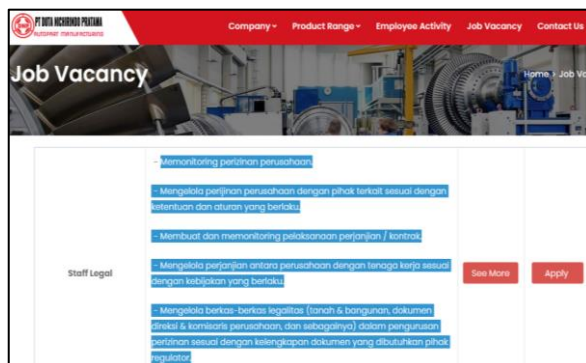 PT DUTA NICHIRINDO PRATAMA
AUTOPART MANUFACTURING
Company
Product Range
Employee Activity
Job Vacancy
Contact Us
Job Vacancy
Home › Job Va
- Memonitoring perizinan perusahaan.
- Mengelola perijinan perusahaan dengan pihak terkait sesuai dengan
ketentuan dan aturan yang berlaku.
- Membuat dan memonitoring pelaksanaan perjanjian / kontrak.
- Mengelola perjanjian antara perusahaan dengan tenaga kerja sesuai
dengan kebijakan yang berlaku.
- Mengelola berkas-berkas legalitas (tanah & bangunan, dokumen
direksi & komisaris perusahaan, dan sebagainya) dalam pengurusan
perizinan sesuai dengan kelengkapan dokumen yang dibutuhkan pihak
regulator.
Staff Legal
See More
Apply